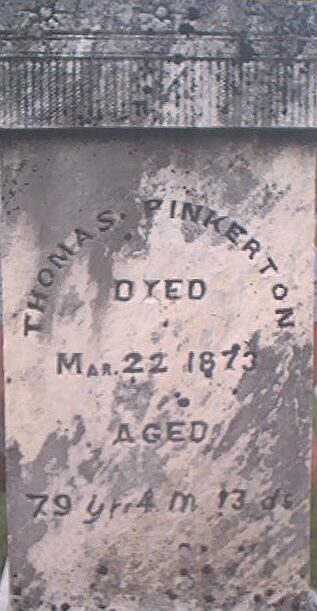 THOMAS. PINKERTON
DYED
MAR. 22 1873
AGED
79 yrs 4 m 13 ds